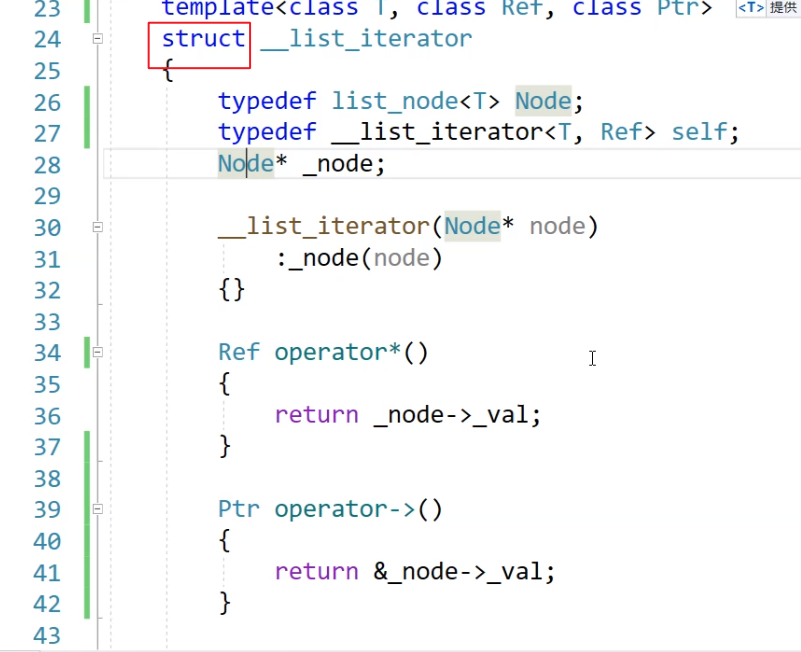 23 template<class T, class Ref, class Ptr> <T> 提供
24 struct __list_iterator
25 {
26 typedef list_node<T> Node;
27 typedef __list_iterator<T, Ref> self;
28 Node* _node;
29
30 __list_iterator(Node* node)
31 :_node(node)
32 {}
33
34 Ref operator*()
35 {
36 return _node->_val;
37 }
38
39 Ptr operator->()
40 {
41 return &_node->_val;
42 }
43